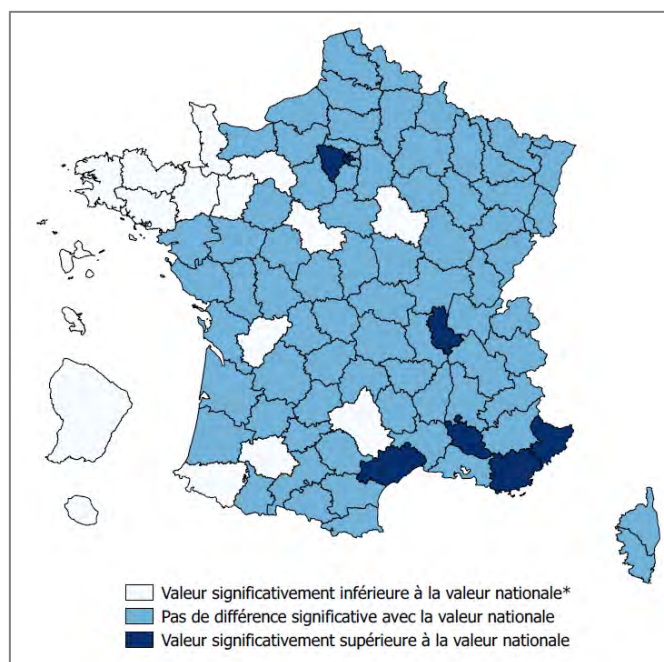 Valeur significativement inférieure à la valeur nationale*
Pas de différence significative avec la valeur nationale
Valeur significativement supérieure à la valeur nationale